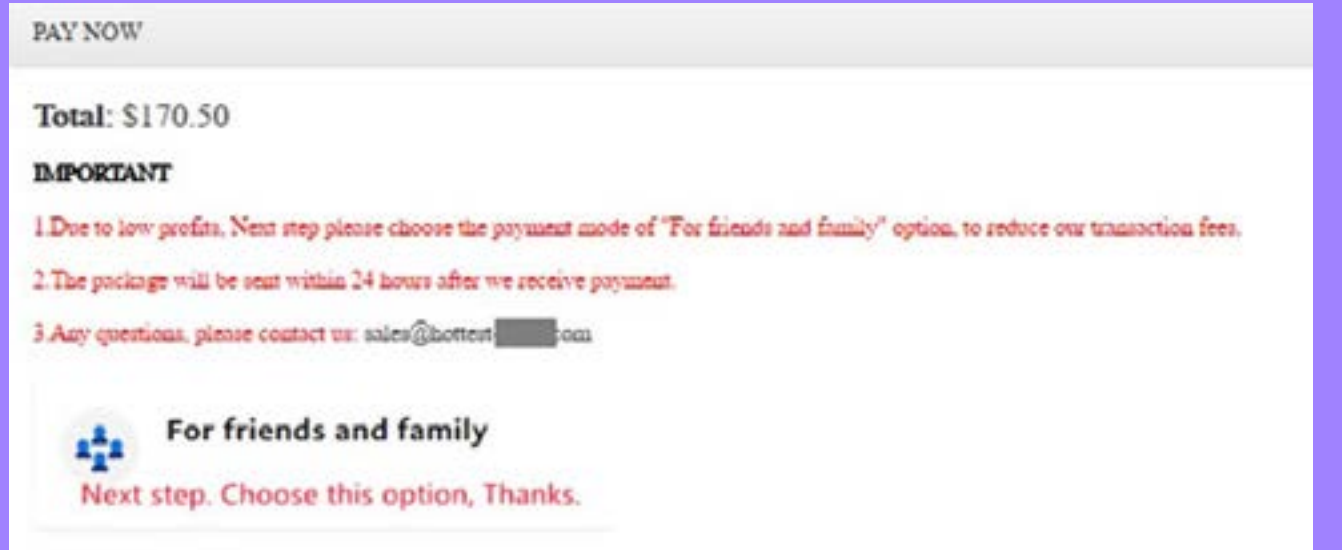 PAY NOW
Total: $170.50
IMPORTANT
1.Due to low profits, Next step please choose the payment mode of "For friends and family" option, to reduce our transaction fees.
2.The package will be sent within 24 hours after we receive payment.
3.Any questions, please contact us: sales@hottest om
For friends and family
Next step. Choose this option, Thanks.